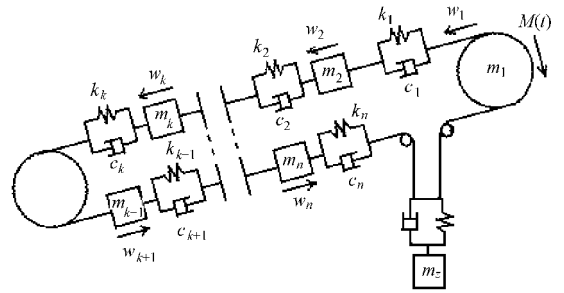 k₁ w₁ M(t)
k₂ w₂ m₁
kₖ wₖ m₂ c₁
mₖ c₂ kₙ
cₖ kₖ₋₁ mₙ cₙ
mₖ₋₁ wₙ
wₖ₊₁ cₖ₊₁
m_z